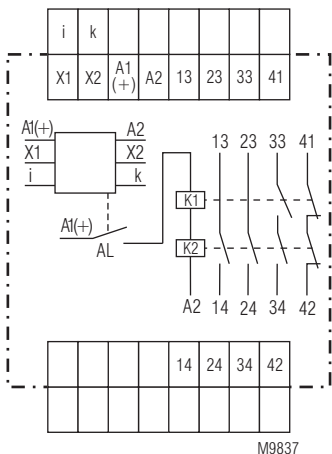 i k
X1 X2 A1 (+) A2 13 23 33 41
A1(+) A2
X1 X2
i k
A1(+)
AL
13 23 33 41
K1
K2
A2 14 24 34 42
14 24 34 42
M9837